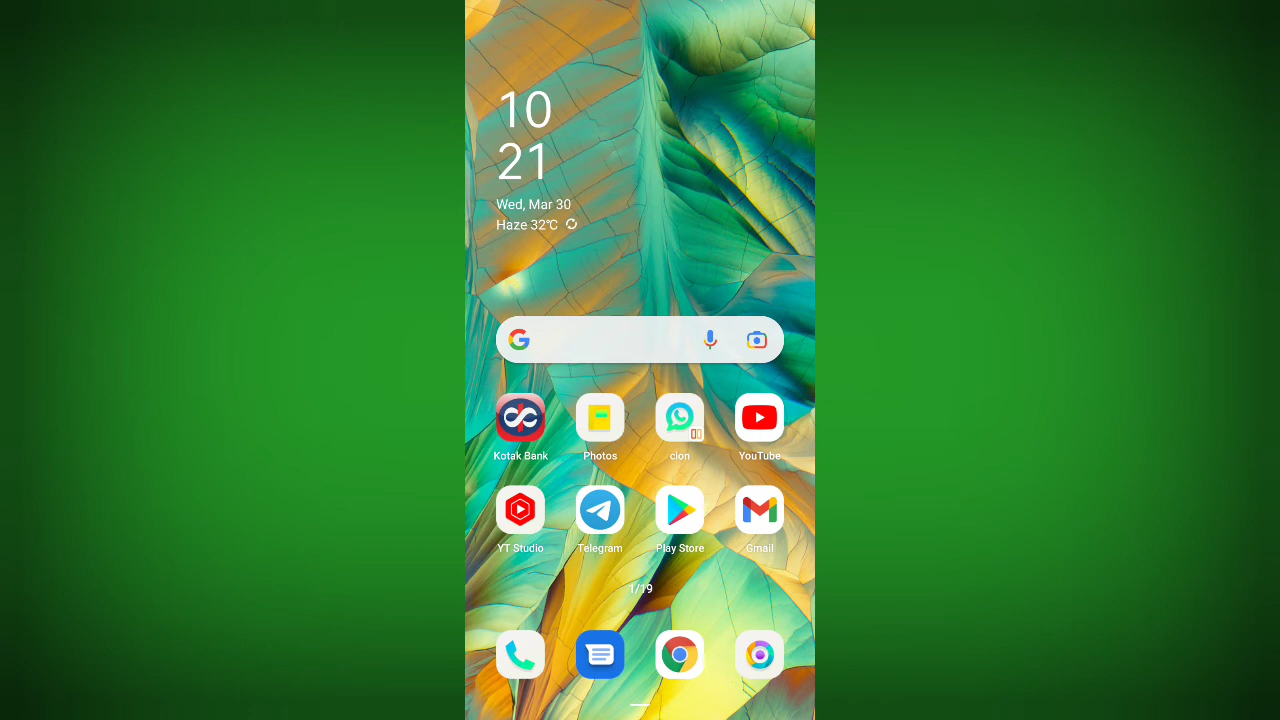 10
21
Wed, Mar 30
Haze 32℃
Kotak Bank
Photos
clon
YouTube
YT Studio
Telegram
Play Store
Gmail
1/19